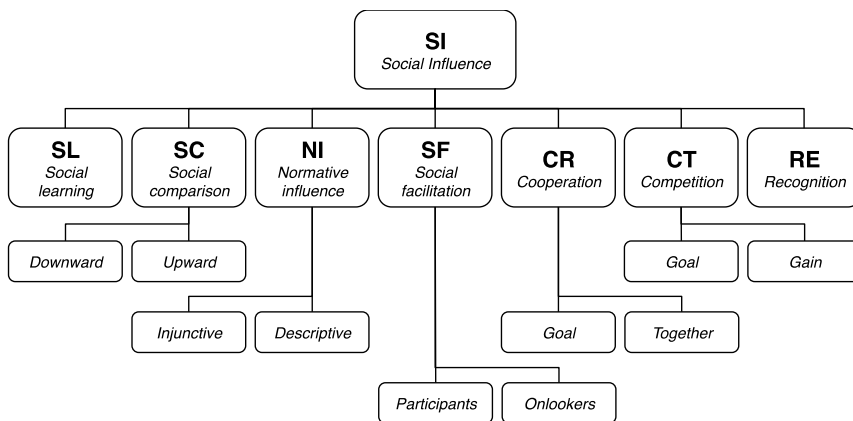 SI
Social Influence
SL
Social
learning
SC
Social
comparison
NI
Normative
influence
SF
Social
facilitation
CR
Cooperation
CT
Competition
RE
Recognition
Downward
Upward
Goal
Gain
Injunctive
Descriptive
Goal
Together
Participants
Onlookers